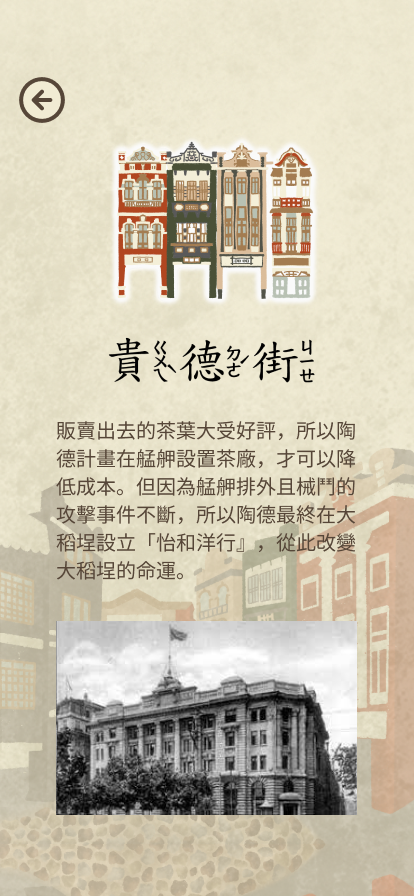 貴ㄍㄨㄟˋ德ㄉㄜˊ街ㄐㄧㄝ
販賣出去的茶葉大受好評，所以陶
德計畫在艋舺設置茶廠，才可以降
低成本。但因為艋舺排外且械鬥的
攻擊事件不斷，所以陶德最終在大
稻埕設立「怡和洋行』，從此改變
大稻埕的命運。